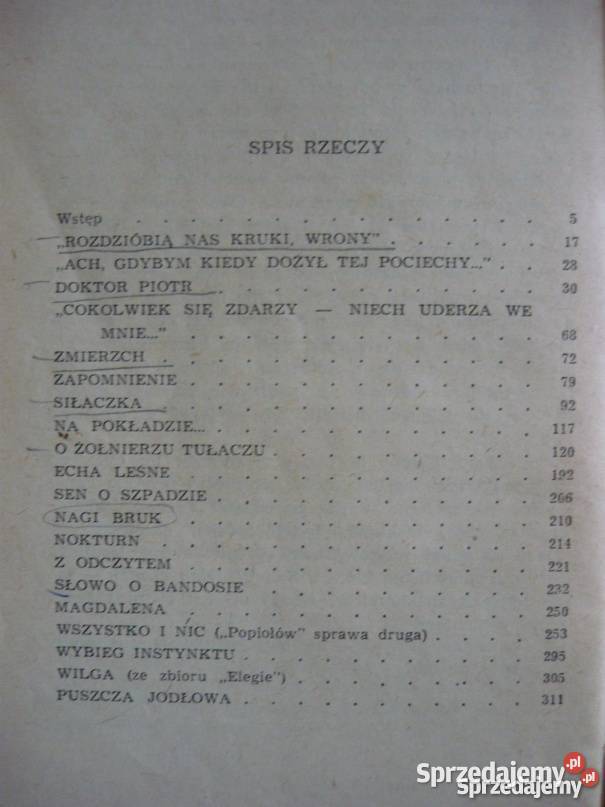 SPIS RZECZY
Wstęp . . . . . . . . . . . . . . . . 5
„ROZDZIÓBIĄ NAS KRUKI, WRONY" . . . . . . . 17
„ACH, GDYBYM KIEDY DOŻYŁ TEJ POCIECHY..." . . 28
DOKTOR PIOTR . . . . . . . . . . . . . 30
„COKOLWIEK SIĘ ZDARZY — NIECH UDERZA WE
MNIE..." . . . . . . . . . . . . . . 68
ZMIERZCH . . . . . . . . . . . . . . 72
ZAPOMNIENIE . . . . . . . . . . . . . 79
SIŁACZKA . . . . . . . . . . . . . . 92
NA POKŁADZIE... . . . . . . . . . . . . 117
O ŻOŁNIERZU TUŁACZU . . . . . . . . . . 120
ECHA LEŚNE . . . . . . . . . . . . . 192
SEN O SZPADZIE . . . . . . . . . . . . 206
NAGI BRUK . . . . . . . . . . . . . 210
NOKTURN . . . . . . . . . . . . . . 214
Z ODCZYTEM . . . . . . . . . . . . . 221
SŁOWO O BANDOSIE . . . . . . . . . . . 232
MAGDALENA . . . . . . . . . . . . . 250
WSZYSTKO I NIC („Popiołów" sprawa druga) . . . . . 253
WYBIEG INSTYNKTU . . . . . . . . . . . 295
WILGA (ze zbioru „Elegie") . . . . . . . . . 305
PUSZCZA JODŁOWA . . . . . . . . . . . 311
Sprzedajemy.pl
Sprzedajemy.pl